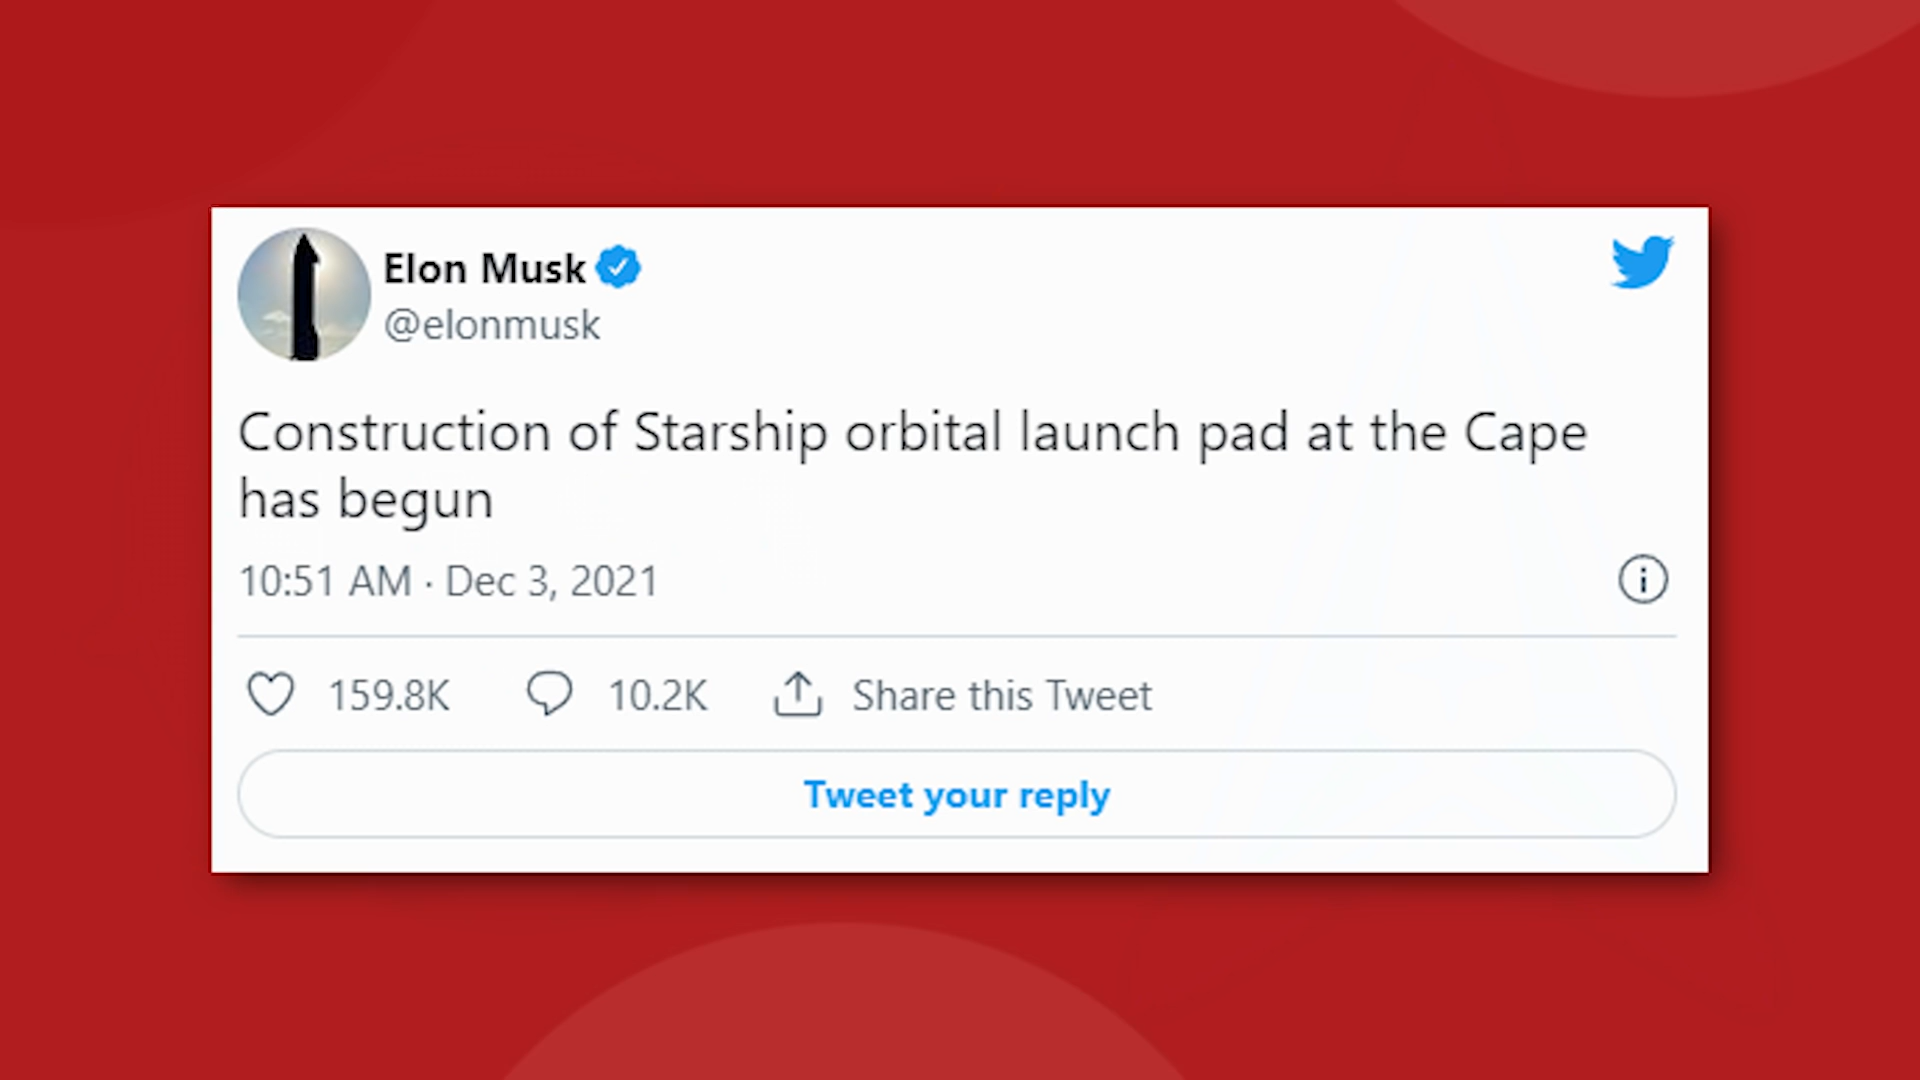 Elon Musk
@elonmusk
Construction of Starship orbital launch pad at the Cape
has begun
10:51 AM · Dec 3, 2021
159.8K 10.2K Share this Tweet
Tweet your reply